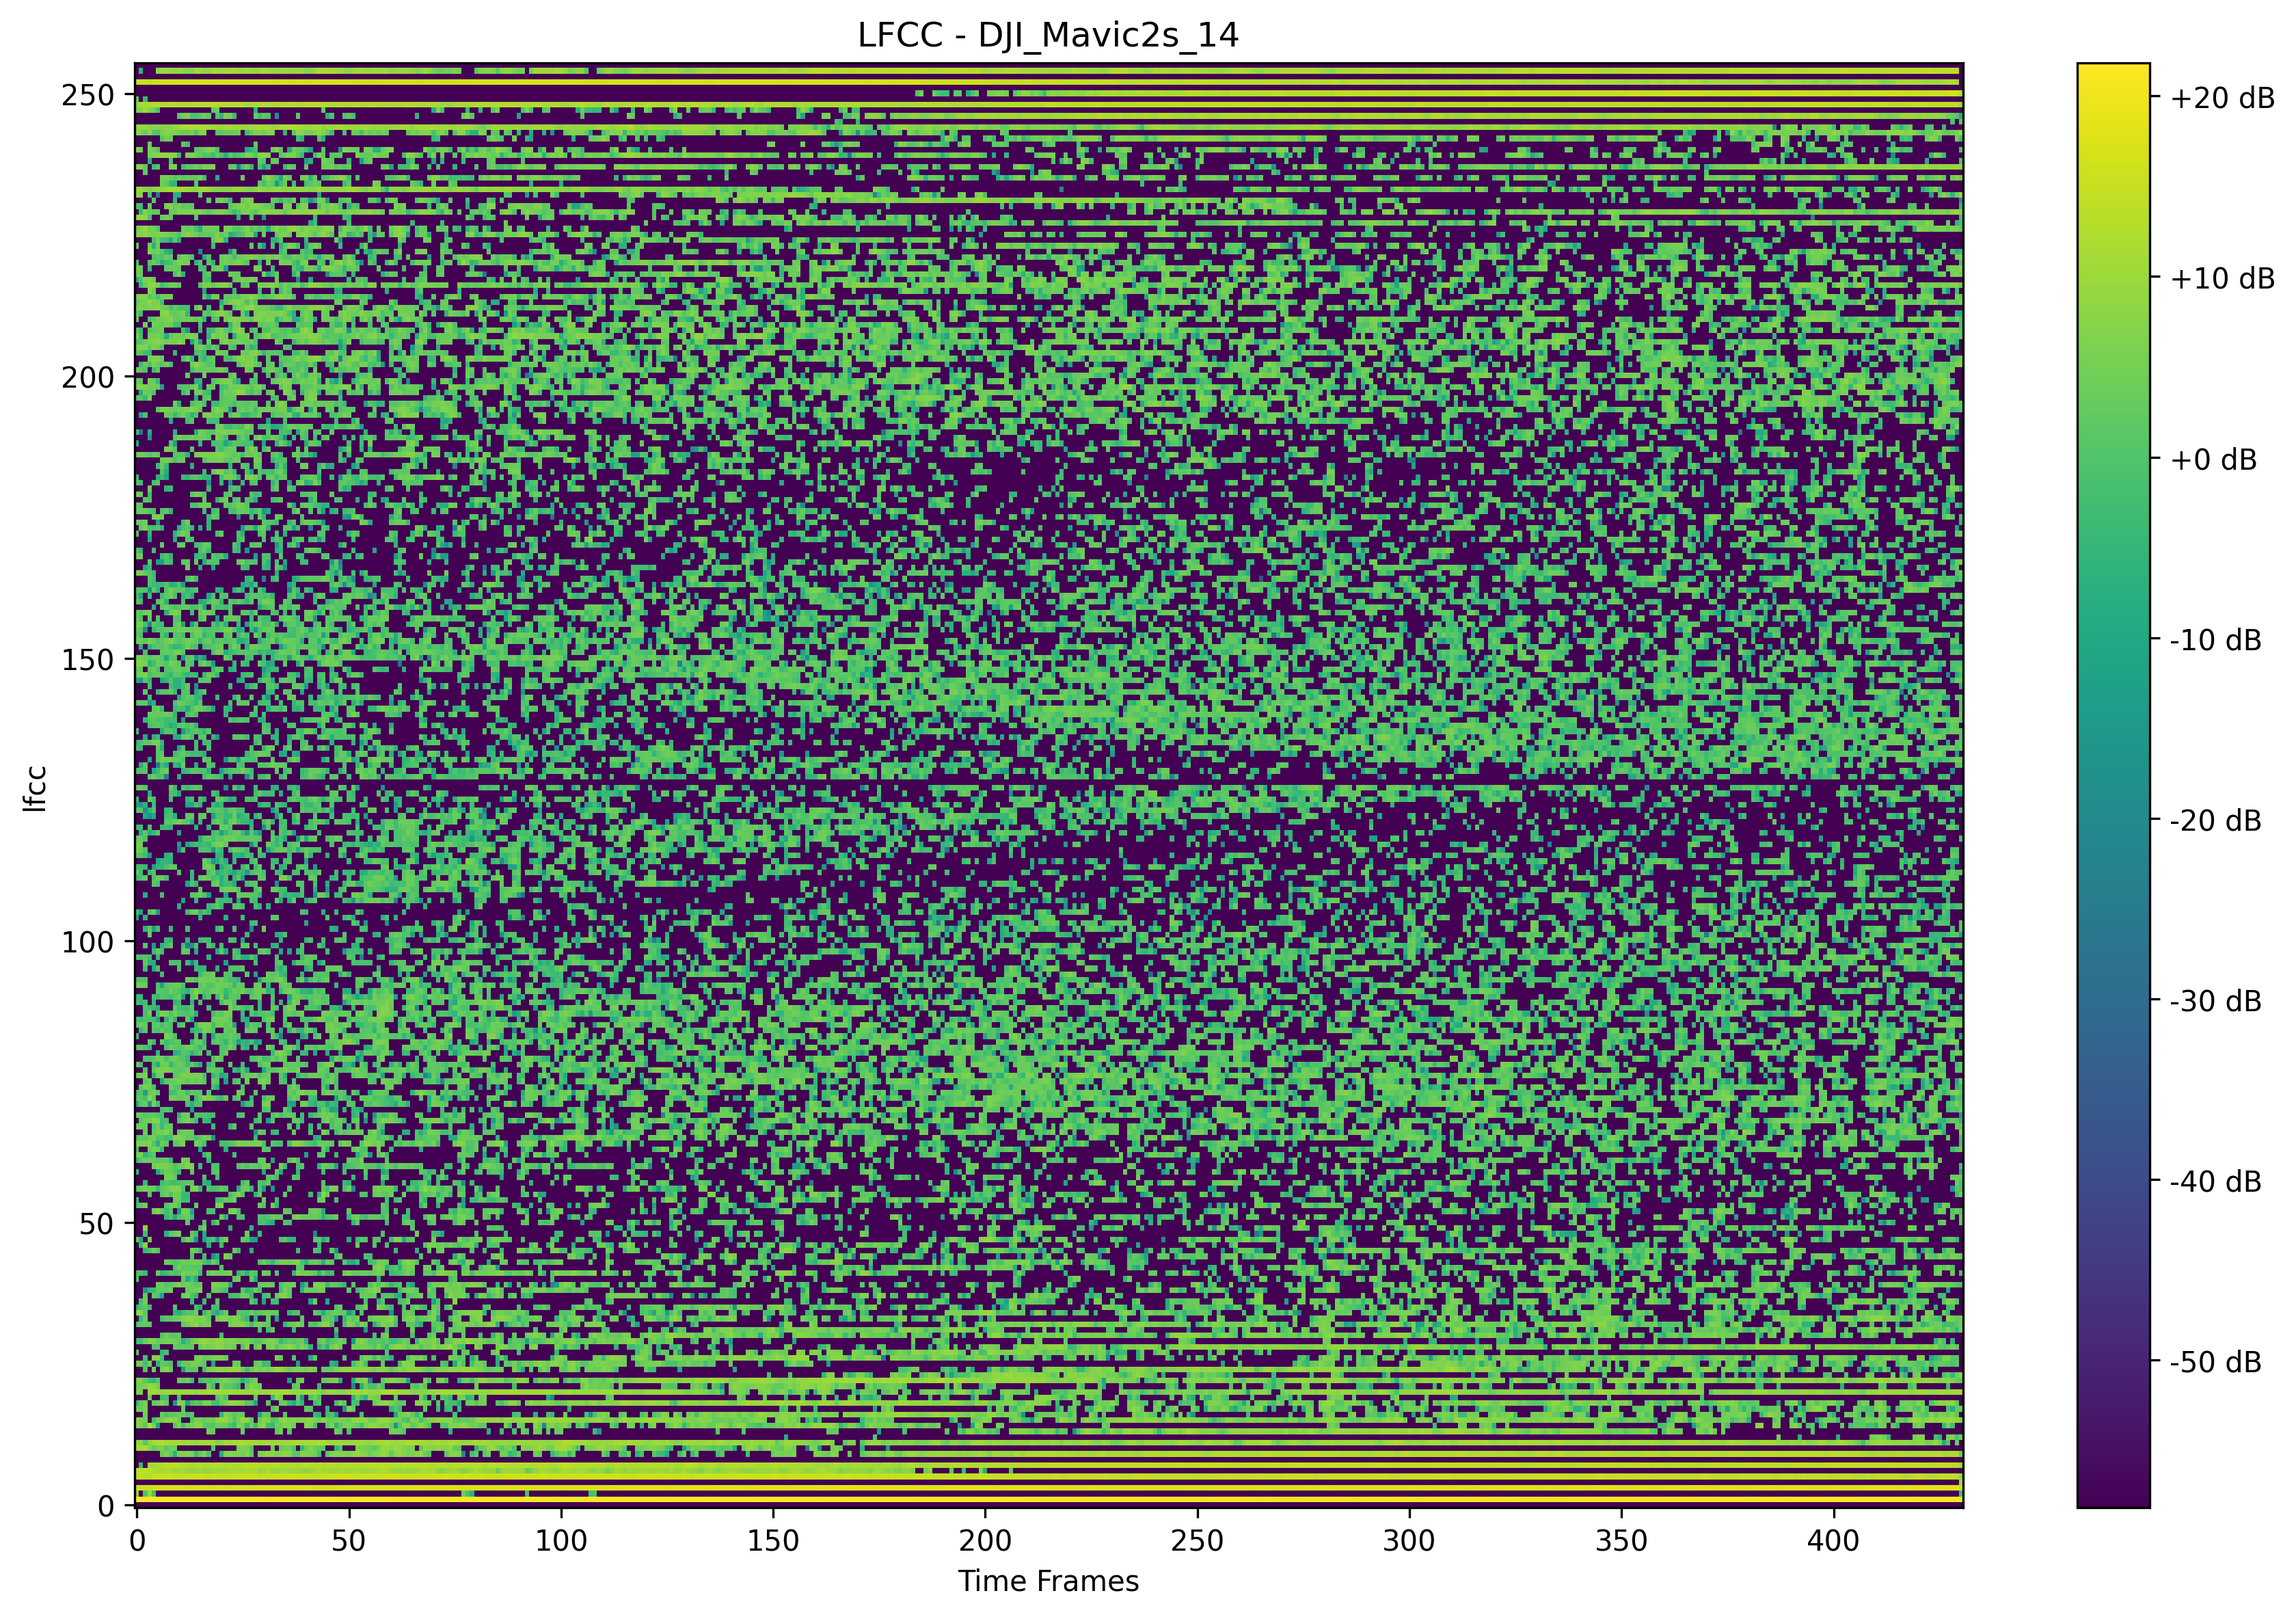 LFCC - DJI_Mavic2s_14
250
200
150
100
50
0
lfcc
0 50 100 150 200 250 300 350 400
Time Frames
+20 dB
+10 dB
+0 dB
-10 dB
-20 dB
-30 dB
-40 dB
-50 dB